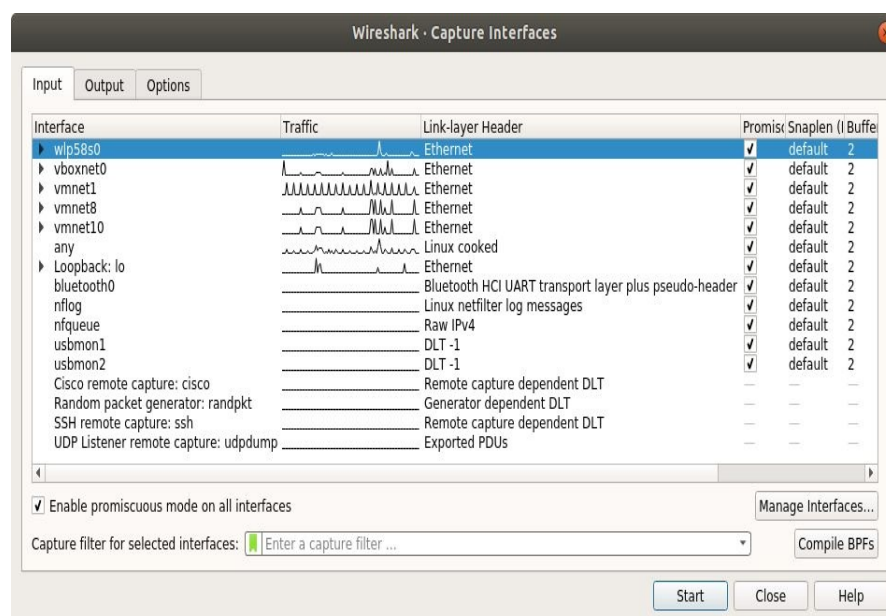 Wireshark · Capture Interfaces
Input Output Options
Interface Traffic Link-layer Header Promisc Snaplen (I Buffe
wlp58s0 Ethernet default 2
vboxnet0 Ethernet default 2
vmnet1 Ethernet default 2
vmnet8 Ethernet default 2
vmnet10 Ethernet default 2
any Linux cooked default 2
Loopback: lo Ethernet default 2
bluetooth0 Bluetooth HCI UART transport layer plus pseudo-header default 2
nflog Linux netfilter log messages default 2
nfqueue Raw IPv4 default 2
usbmon1 DLT -1 default 2
usbmon2 DLT -1 default 2
Cisco remote capture: cisco Remote capture dependent DLT — — —
Random packet generator: randpkt Generator dependent DLT — — —
SSH remote capture: ssh Remote capture dependent DLT — — —
UDP Listener remote capture: udpdump Exported PDUs — — —
Enable promiscuous mode on all interfaces Manage Interfaces...
Capture filter for selected interfaces: Enter a capture filter ... Compile BPFs
Start Close Help